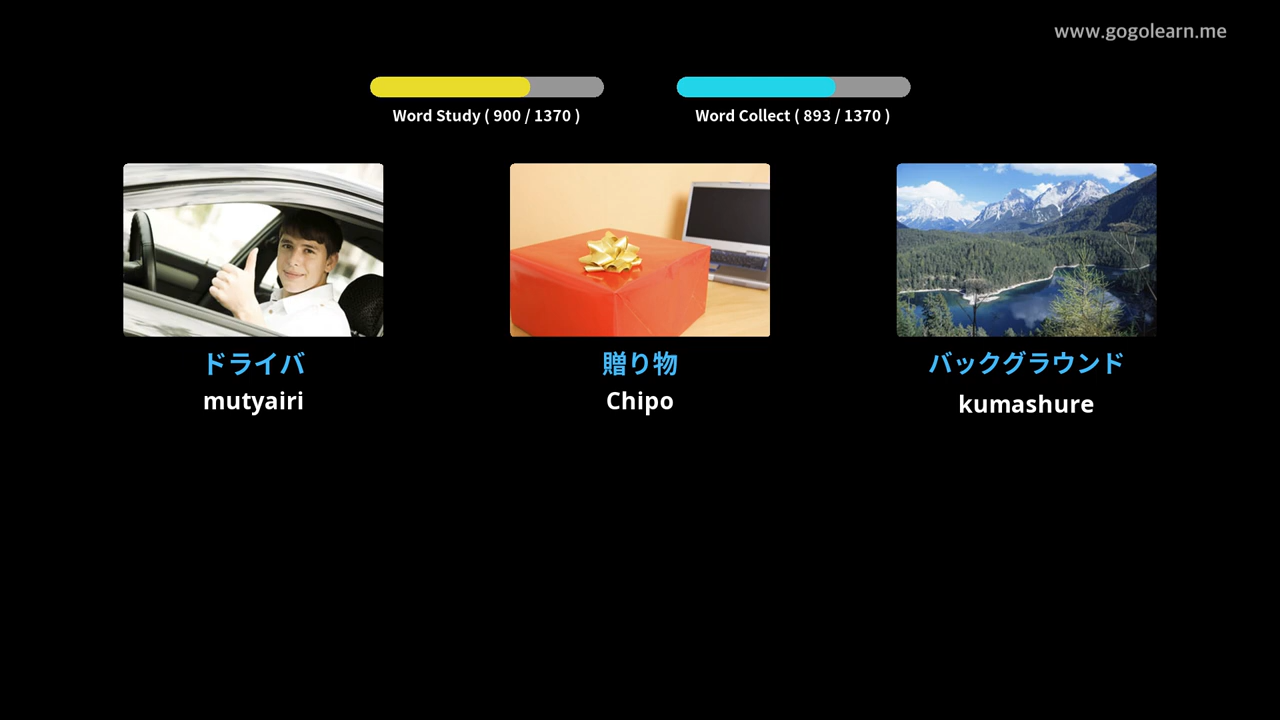 www.gogolearn.me
Word Study ( 900 / 1370 )
Word Collect ( 893 / 1370 )
ドライバ
mutyairi
贈り物
Chipo
バックグラウンド
kumashure